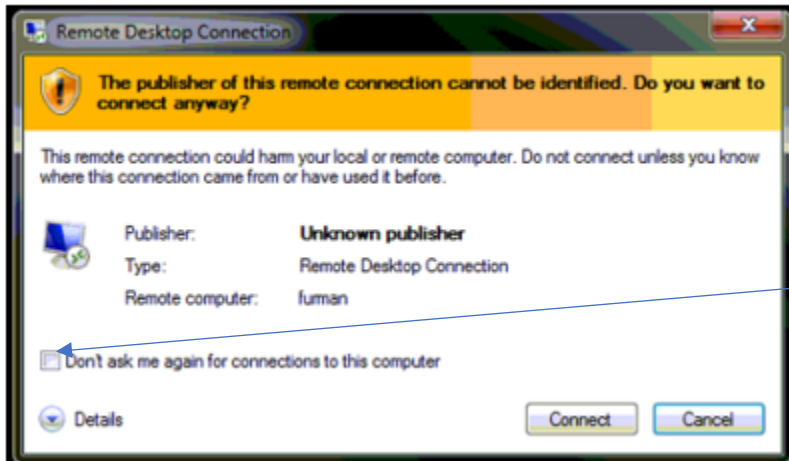 Remote Desktop Connection
The publisher of this remote connection cannot be identified. Do you want to
connect anyway?
This remote connection could harm your local or remote computer. Do not connect unless you know
where this connection came from or have used it before.
Publisher: Unknown publisher
Type: Remote Desktop Connection
Remote computer: furman
Don't ask me again for connections to this computer
Details Connect Cancel